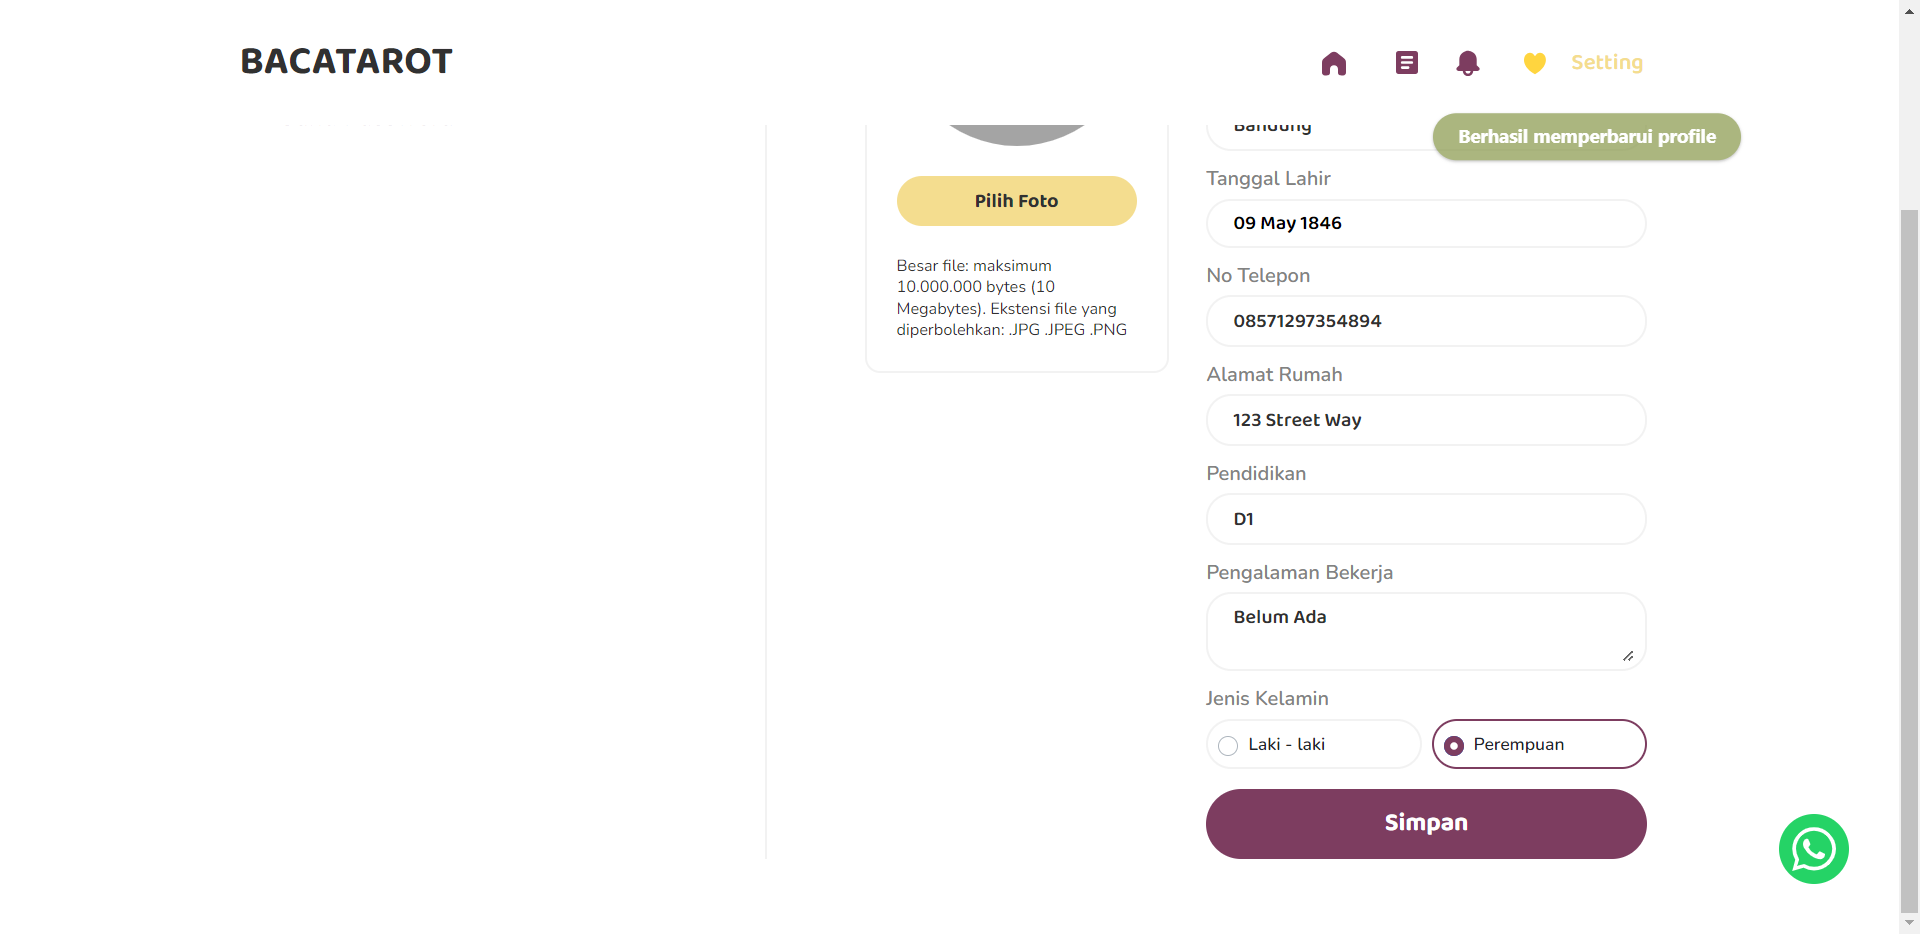 BACATAROT
Setting
Berhasil memperbarui profile
Pilih Foto
Besar file: maksimum
10.000.000 bytes (10
Megabytes). Ekstensi file yang
diperbolehkan: .JPG .JPEG .PNG
Bandung
Tanggal Lahir
09 May 1846
No Telepon
08571297354894
Alamat Rumah
123 Street Way
Pendidikan
D1
Pengalaman Bekerja
Belum Ada
Jenis Kelamin
Laki - laki
Perempuan
Simpan